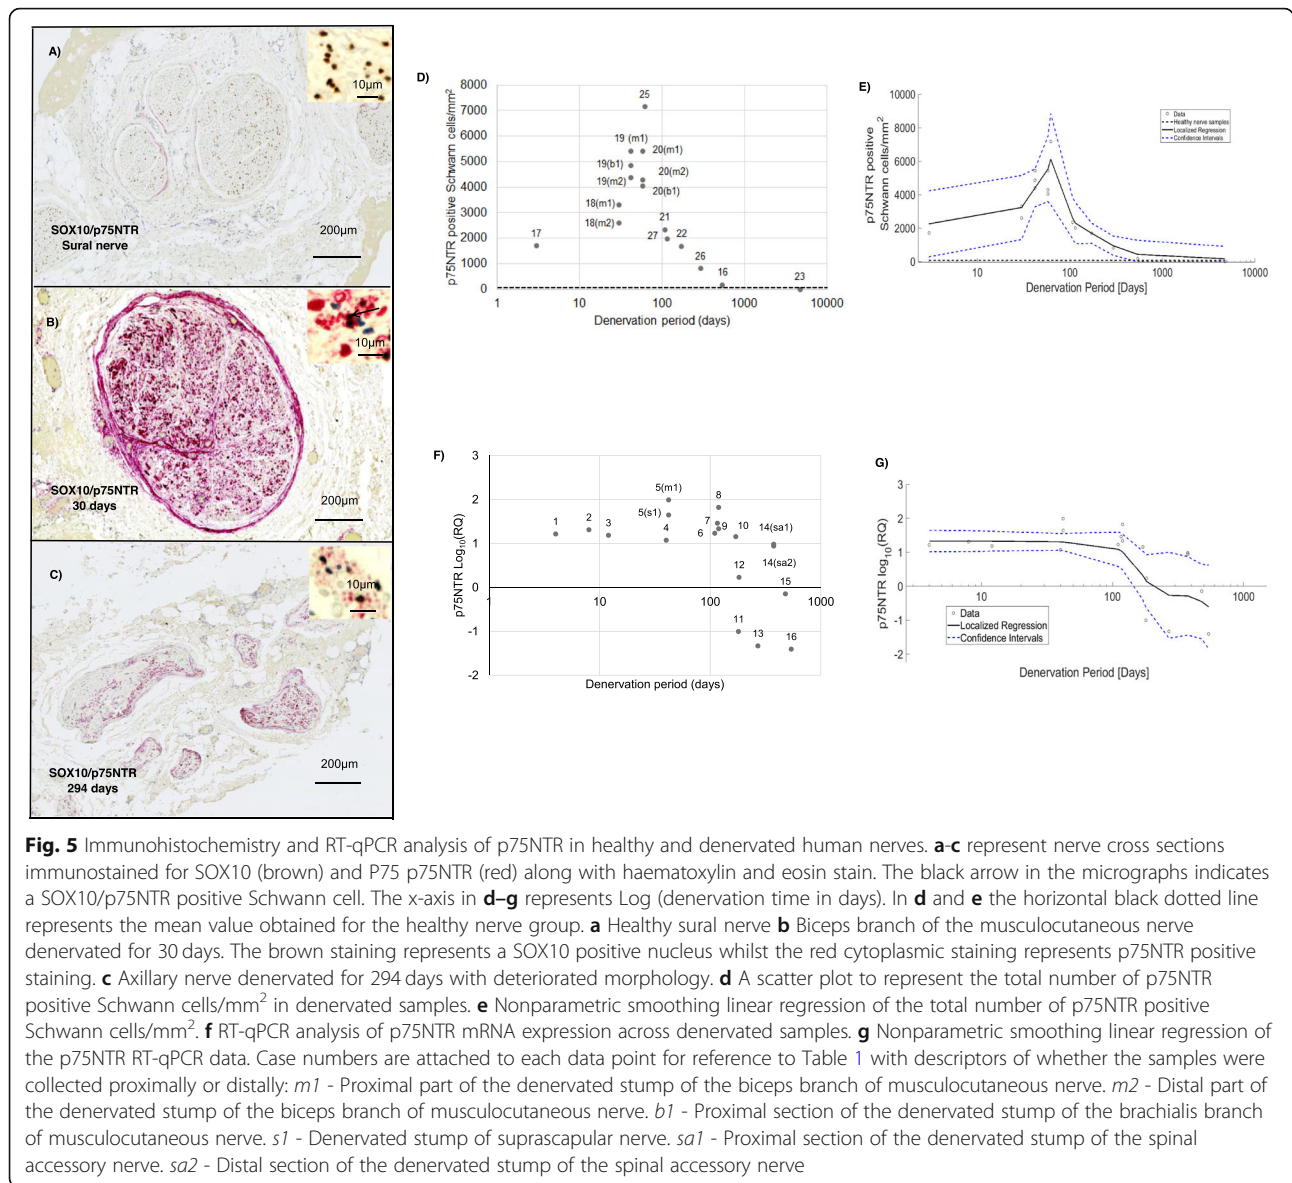 A)
10µm
SOX10/p75NTR
Sural nerve
200µm
B)
10µm
SOX10/p75NTR
30 days
200µm
C)
10µm
SOX10/p75NTR
294 days
200µm
D)
p75NTR positive Schwann cells/mm²
8000
7000
6000
5000
4000
3000
2000
1000
0
25
19 (m1)
20(m1)
19(b1)
20(m2)
19(m2)
20(b1)
18(m1)
18(m2)
17
21
27
22
26
16
23
1
10
100
1000
10000
Denervation period (days)
E)
p75NTR positive
Schwann cells/mm²
10000
8000
6000
4000
2000
0
Data
Healthy nerve samples
Localized Regression
Confidence Intervals
10
100
1000
10000
Denervation Period [Days]
F)
p75NTR Log₁₀(RQ)
3
2
1
0
-1
-2
1
2
3
4
5(m1)
5(s1)
6
7
8
9
10
14(sa1)
14(sa2)
12
15
11
13
16
1
10
100
1000
Denervation period (days)
G)
p75NTR log₁₀(RQ)
3
2
1
0
-1
-2
10
100
1000
Data
Localized Regression
Confidence Intervals
Denervation Period [Days]
Fig. 5 Immunohistochemistry and RT-qPCR analysis of p75NTR in healthy and denervated human nerves. a-c represent nerve cross sections
immunostained for SOX10 (brown) and P75 p75NTR (red) along with haematoxylin and eosin stain. The black arrow in the micrographs indicates
a SOX10/p75NTR positive Schwann cell. The x-axis in d–g represents Log (denervation time in days). In d and e the horizontal black dotted line
represents the mean value obtained for the healthy nerve group. a Healthy sural nerve b Biceps branch of the musculocutaneous nerve
denervated for 30 days. The brown staining represents a SOX10 positive nucleus whilst the red cytoplasmic staining represents p75NTR positive
staining. c Axillary nerve denervated for 294 days with deteriorated morphology. d A scatter plot to represent the total number of p75NTR
positive Schwann cells/mm² in denervated samples. e Nonparametric smoothing linear regression of the total number of p75NTR positive
Schwann cells/mm². f RT-qPCR analysis of p75NTR mRNA expression across denervated samples. g Nonparametric smoothing linear regression of
the p75NTR RT-qPCR data. Case numbers are attached to each data point for reference to Table 1 with descriptors of whether the samples were
collected proximally or distally: m1 - Proximal part of the denervated stump of the biceps branch of musculocutaneous nerve. m2 - Distal part of
the denervated stump of the biceps branch of musculocutaneous nerve. b1 - Proximal section of the denervated stump of the brachialis branch
of musculocutaneous nerve. s1 - Denervated stump of suprascapular nerve. sa1 - Proximal section of the denervated stump of the spinal
accessory nerve. sa2 - Distal section of the denervated stump of the spinal accessory nerve